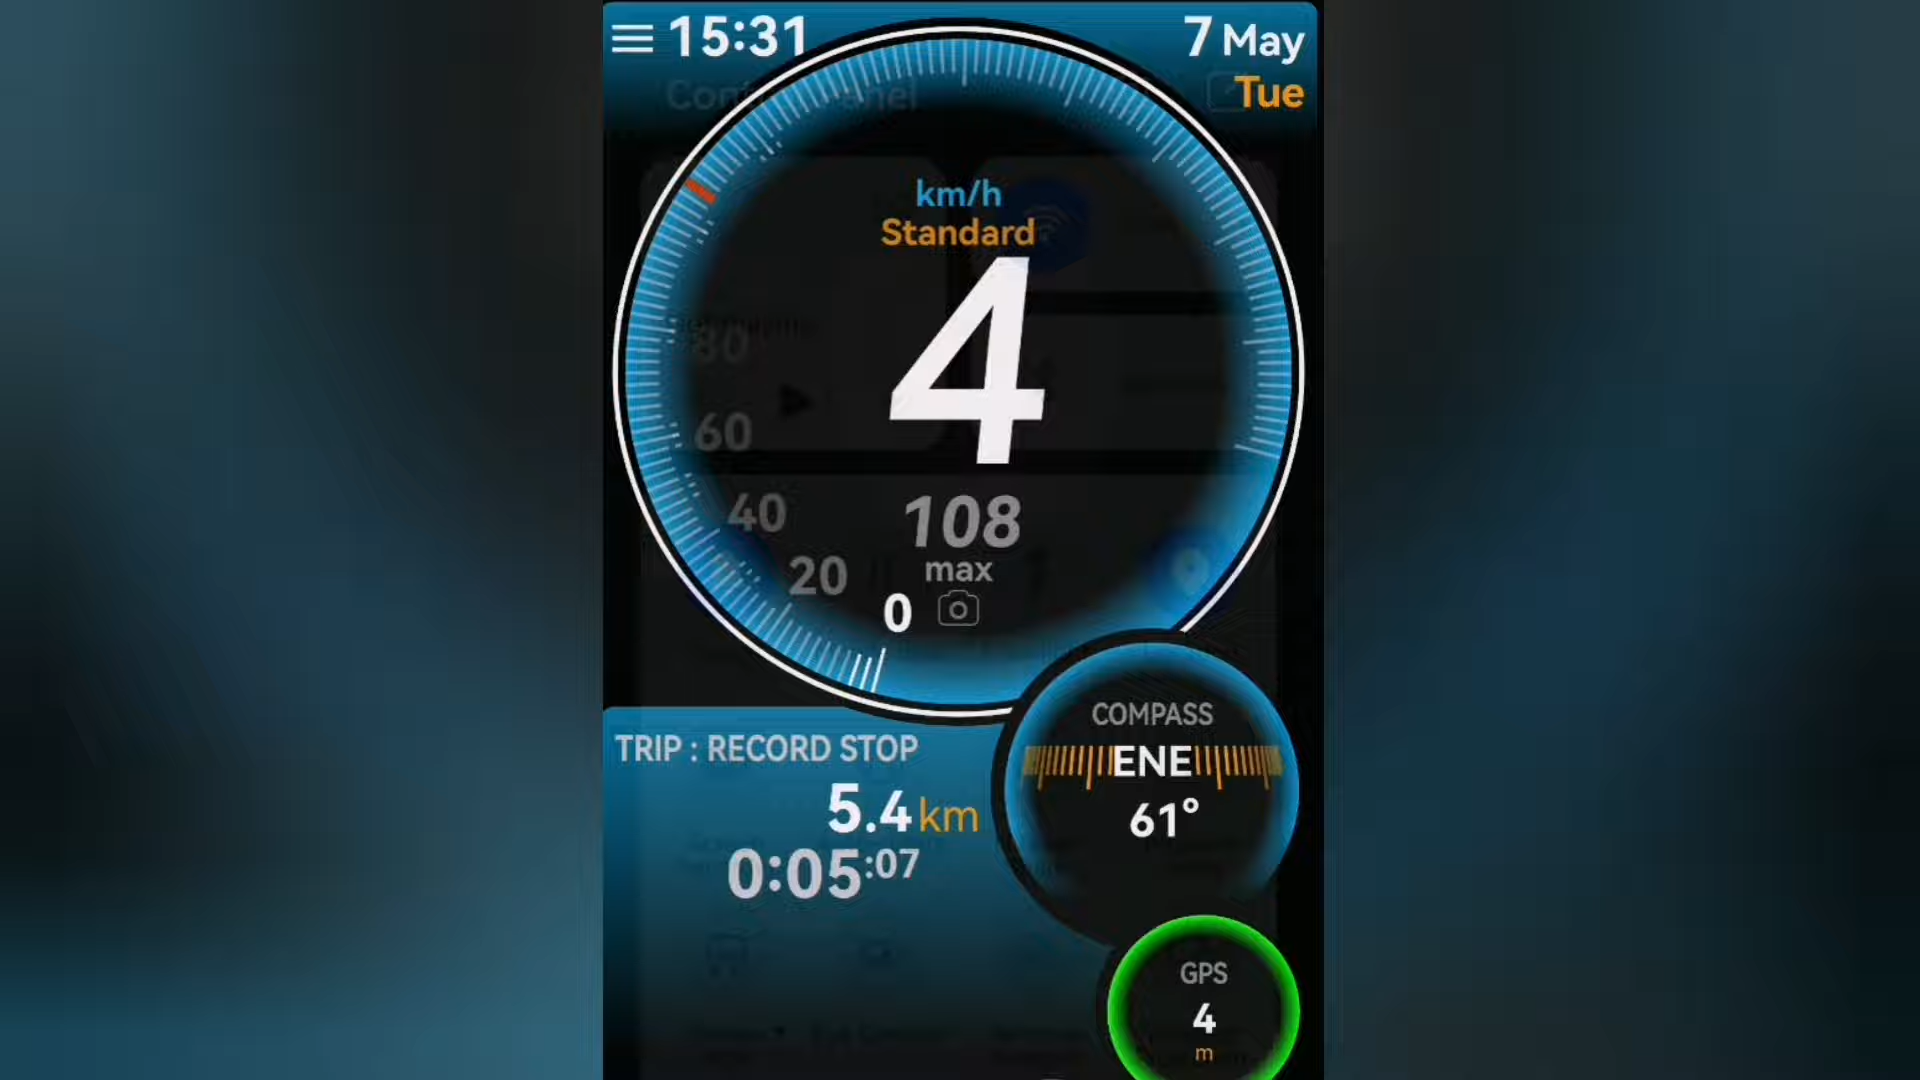 15:31
7 May
Tue
km/h
Standard
4
80
60
40
20
0
108
max
TRIP : RECORD STOP
5.4 km
0:05:07
COMPASS
ENE
61°
GPS
4
m